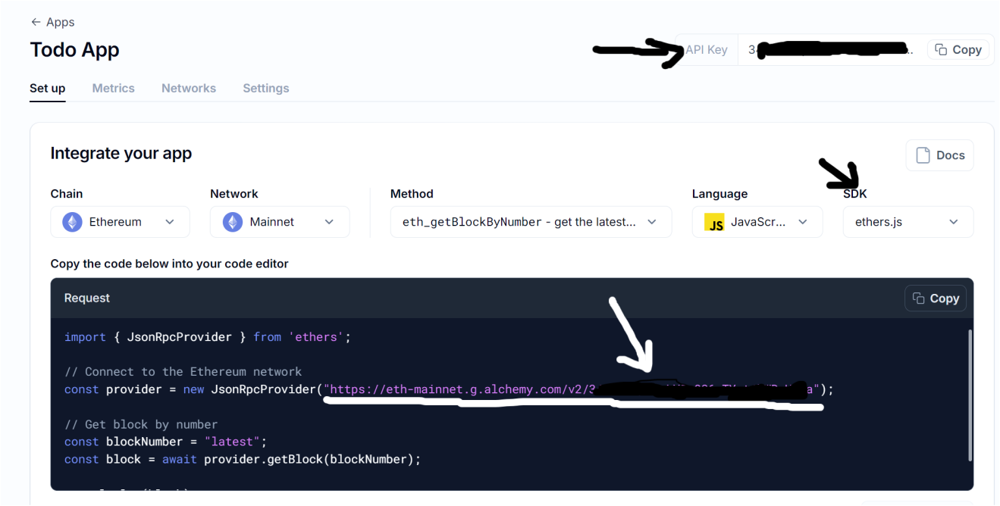 ← Apps
Todo App
API Key
Copy
Set up Metrics Networks Settings
Integrate your app
Docs
Chain Network Method Language SDK
Ethereum Mainnet eth_getBlockByNumber - get the latest... JS JavaScr... ethers.js
Copy the code below into your code editor
Request
Copy
import { JsonRpcProvider } from 'ethers';
// Connect to the Ethereum network
const provider = new JsonRpcProvider("https://eth-mainnet.g.alchemy.com/v2/3 a");
// Get block by number
const blockNumber = "latest";
const block = await provider.getBlock(blockNumber);